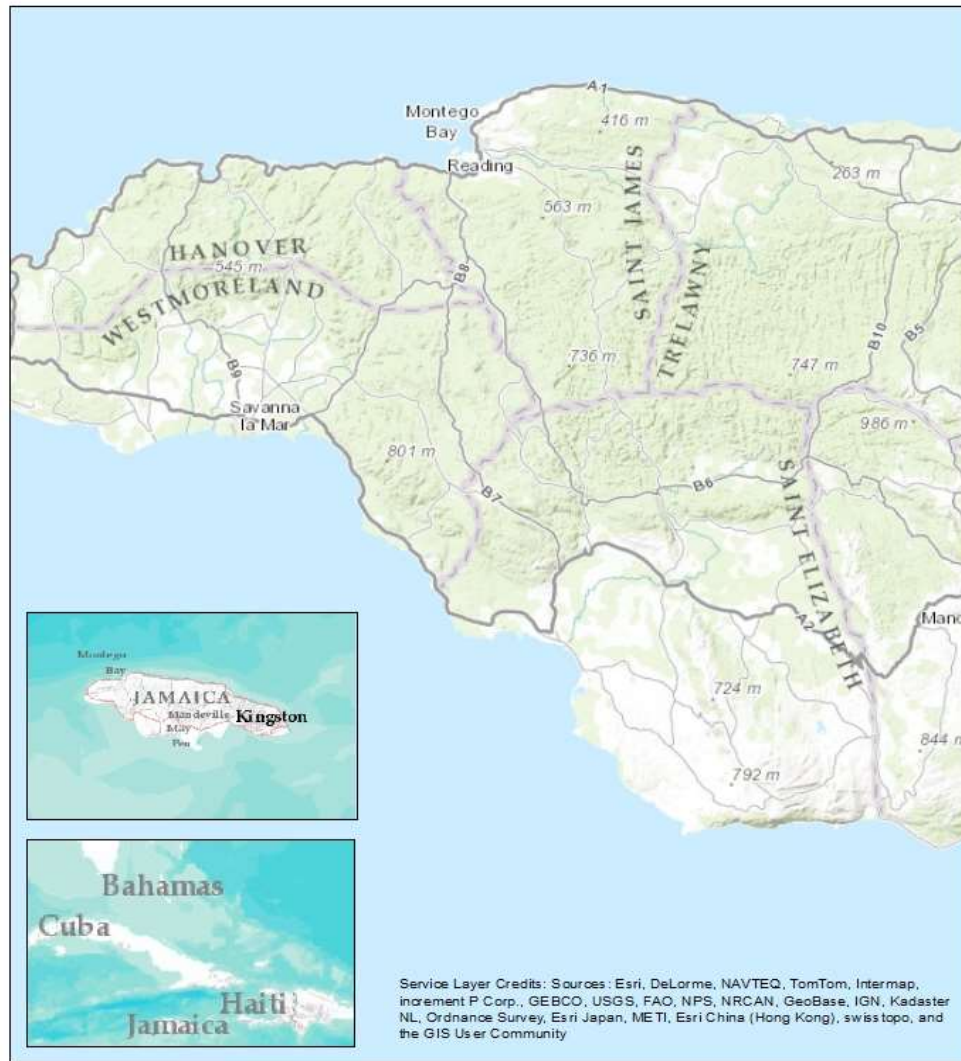 A1
Montego
Bay
416 m
Reading
263 m
563 m
SAINT JAMES
HANOVER
545 m
WESTMORELAND
TRELAWNY
B8
B10
B5
736 m
747 m
B9
Savanna
la Mar
986 m
801 m
B7
B6
SAINT ELIZABETH
A2
Mand
724 m
792 m
844 m
Montego
Bay
JAMAICA
Mandeville
Kingston
May
Pen
Bahamas
Cuba
Haiti
Jamaica
Service Layer Credits: Sources: Esri, DeLorme, NAVTEQ, TomTom, Intermap,
increment P Corp., GEBCO, USGS, FAO, NPS, NRCAN, GeoBase, IGN, Kadaster
NL, Ordnance Survey, Esri Japan, METI, Esri China (Hong Kong), swisstopo, and
the GIS User Community